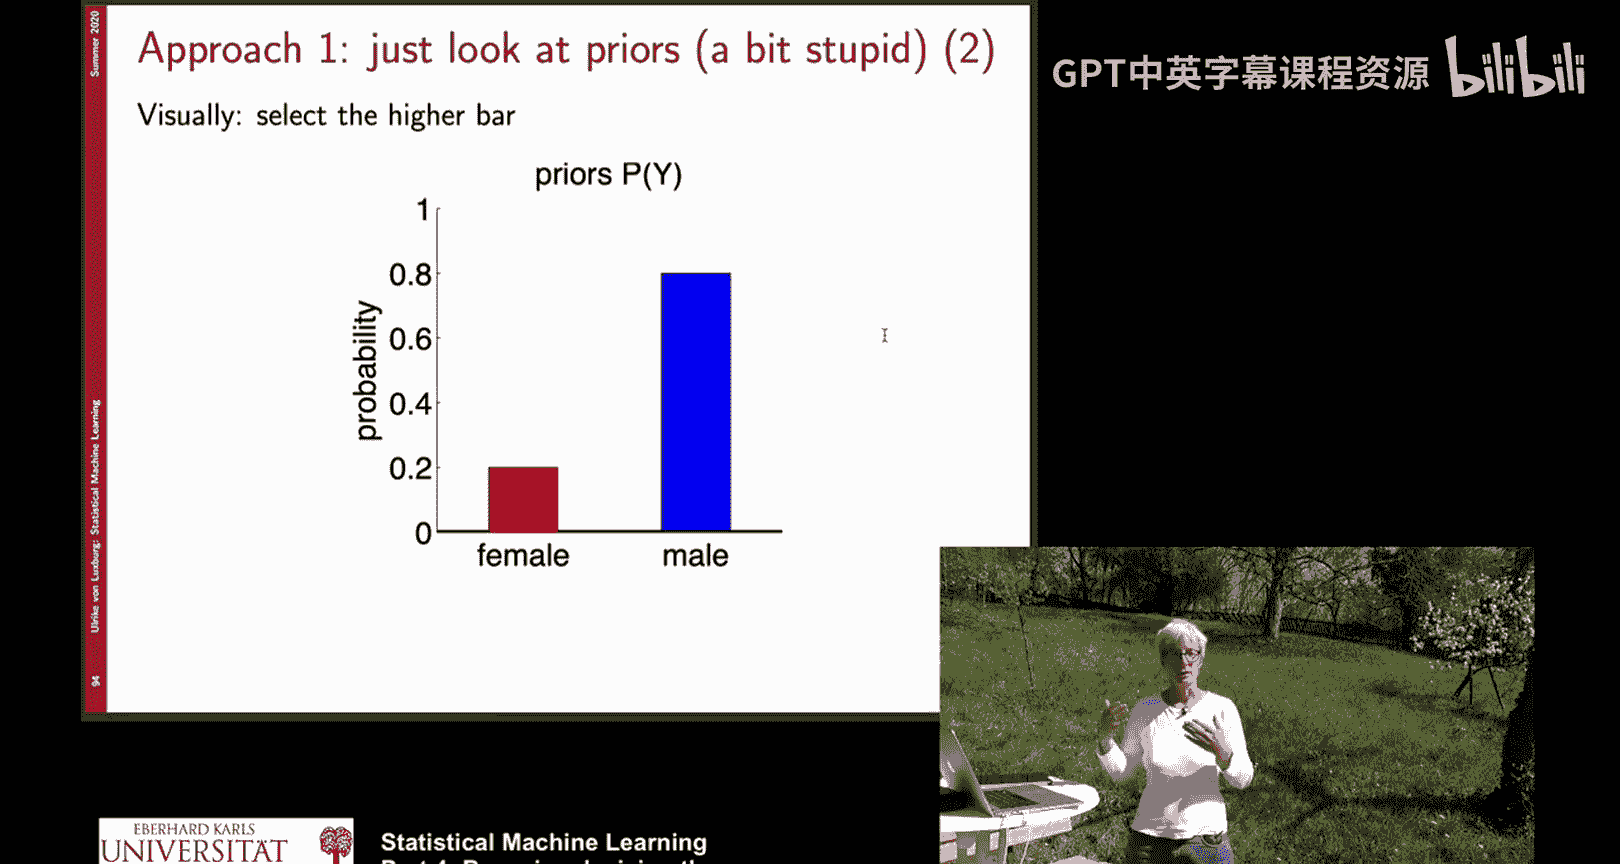 Approach 1: just look at priors (a bit stupid) (2)
Visually: select the higher bar
priors P(Y)
1
0.8
0.6
0.4
0.2
0
probability
female
male
Summer 2020
Ulrike von Luxburg: Statistical Machine Learning
94
GPT中英字幕课程资源
bilibili
EBERHARD KARLS
UNIVERSITÄT
Statistical Machine Learning